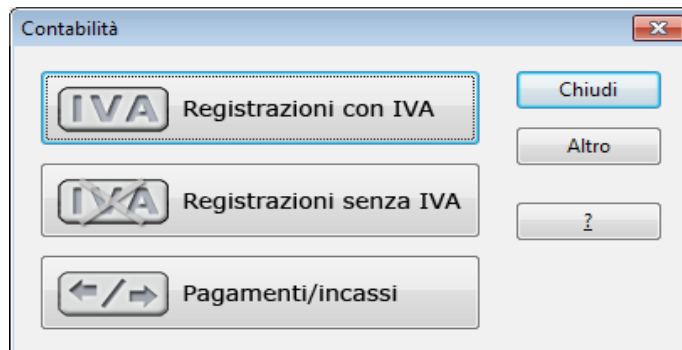 Contabilità
IVA Registrazioni con IVA
Chiudi
Altro
IVA Registrazioni senza IVA
?
Pagamenti/incassi